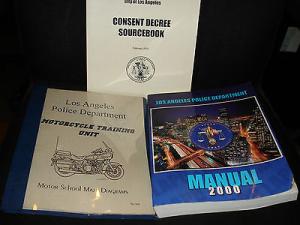 City of Los Angeles
CONSENT DECREE
SOURCEBOOK
Los Angeles
Police Department
MOTORCYCLE TRAINING
UNIT
MOTOR SCHOOL MAP DIAGRAMS
LOS ANGELES POLICE DEPARTMENT
MANUAL
2000